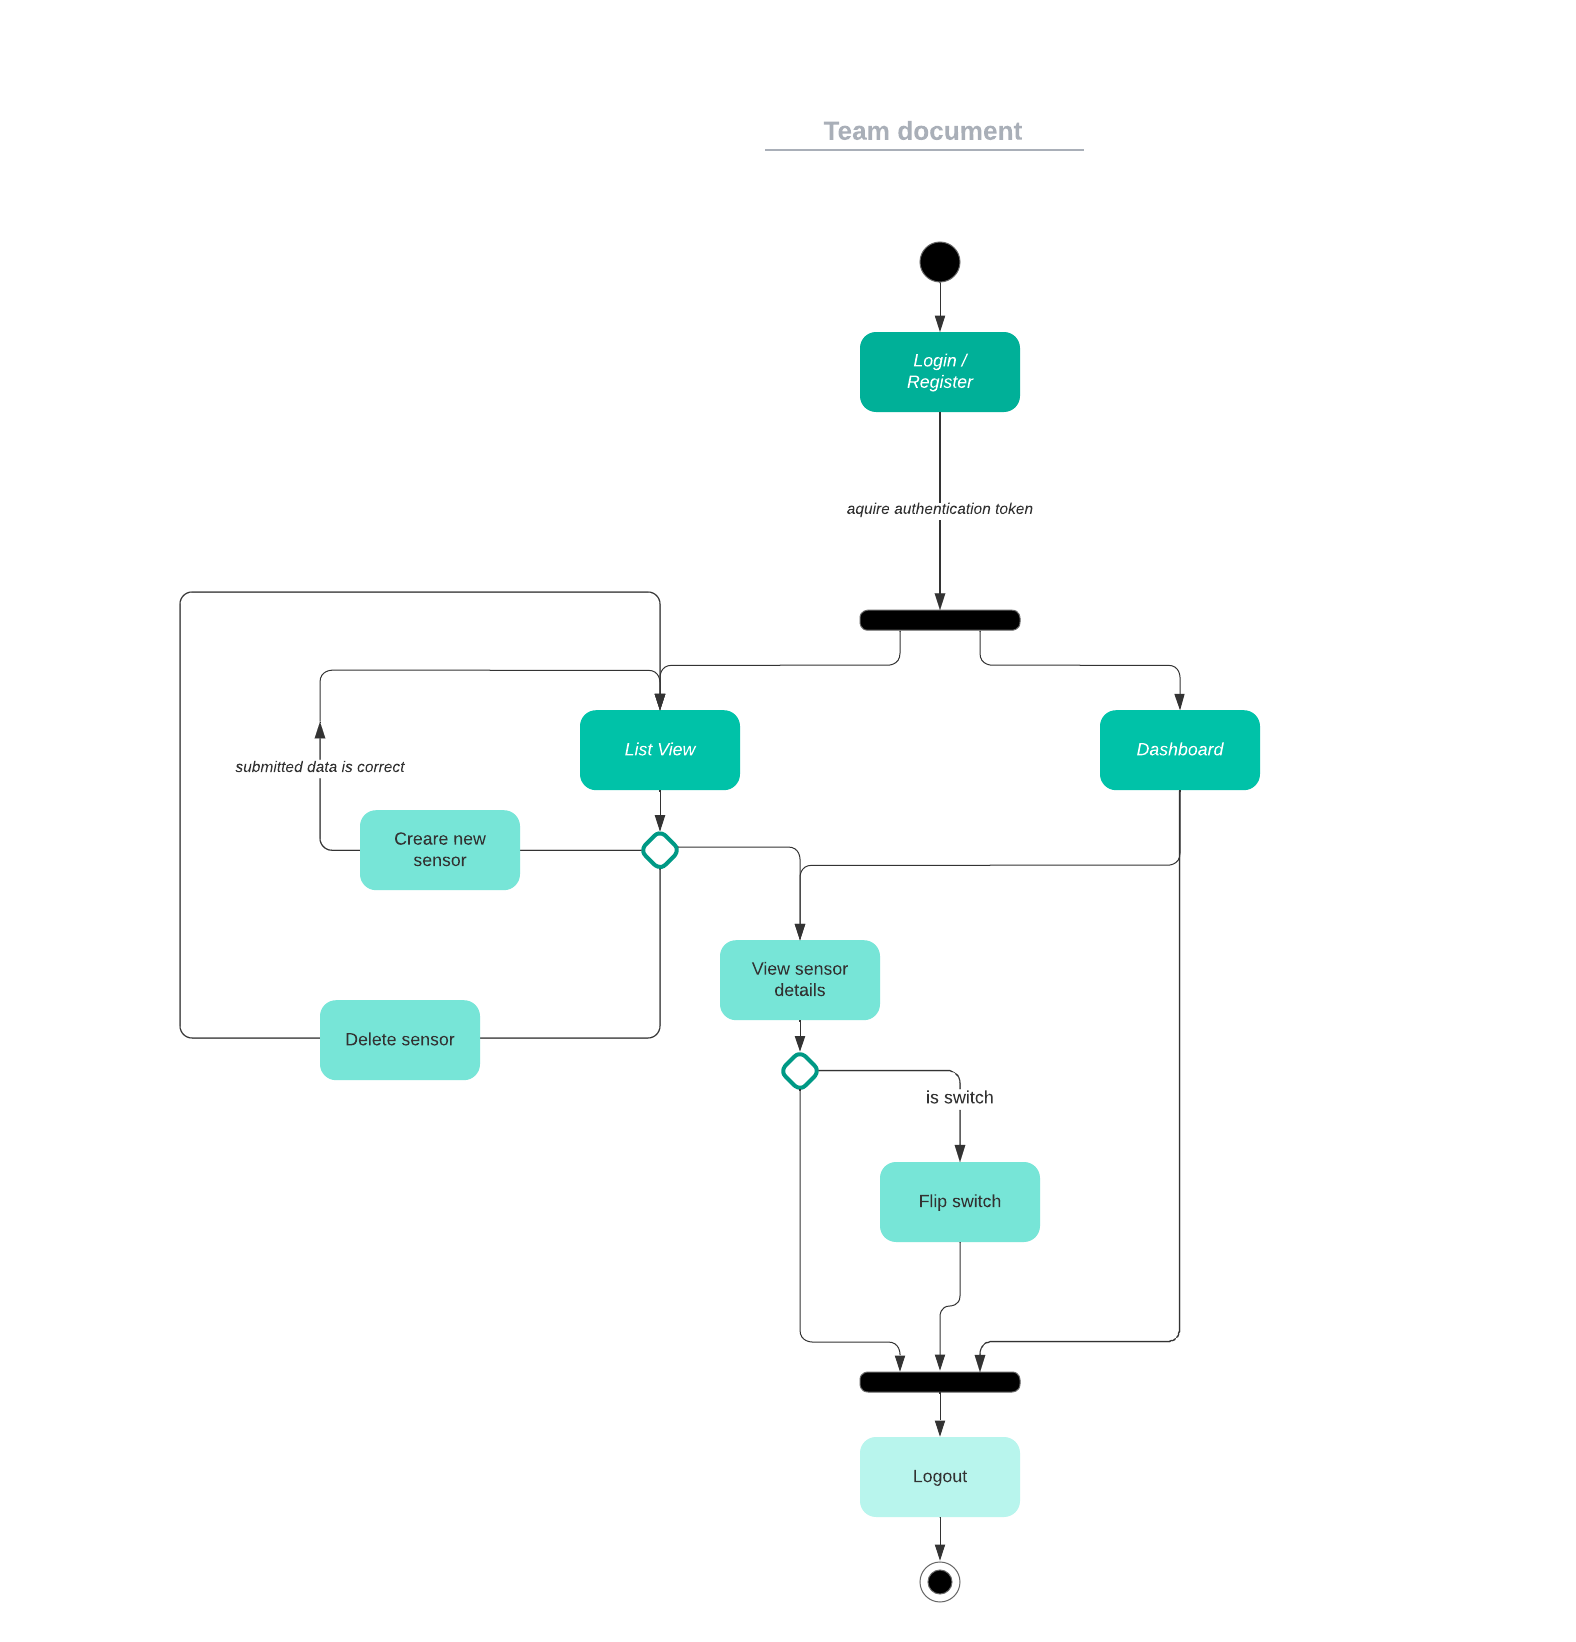 Team document
Login /
Register
aquire authentication token
List View
Dashboard
submitted data is correct
Creare new
sensor
View sensor
details
Delete sensor
is switch
Flip switch
Logout